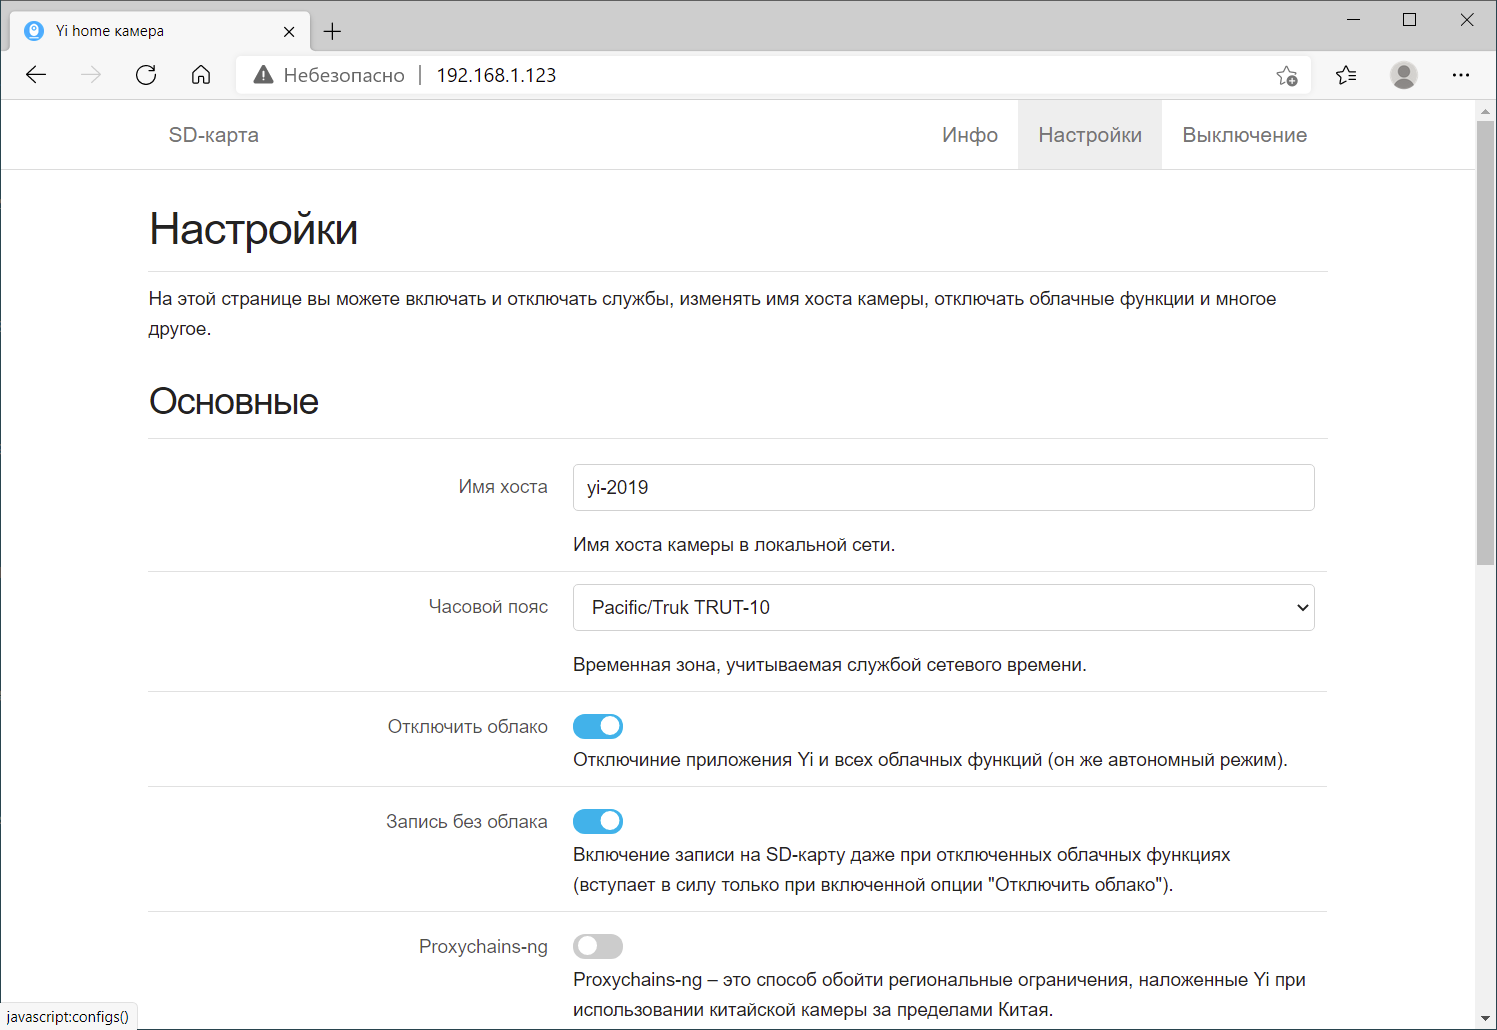 Yi home камера
Небезопасно
192.168.1.123
SD-карта
Инфо
Настройки
Выключение
Настройки
На этой странице вы можете включать и отключать службы, изменять имя хоста камеры, отключать облачные функции и многое
другое.
Основные
Имя хоста
yi-2019
Имя хоста камеры в локальной сети.
Часовой пояс
Pacific/Truk TRUT-10
Временная зона, учитываемая службой сетевого времени.
Отключить облако
Отключиние приложения Yi и всех облачных функций (он же автономный режим).
Запись без облака
Включение записи на SD-карту даже при отключенных облачных функциях
(вступает в силу только при включенной опции "Отключить облако").
Proxychains-ng
Proxychains-ng – это способ обойти региональные ограничения, наложенные Yi при
использовании китайской камеры за пределами Китая.
javascript:configs()